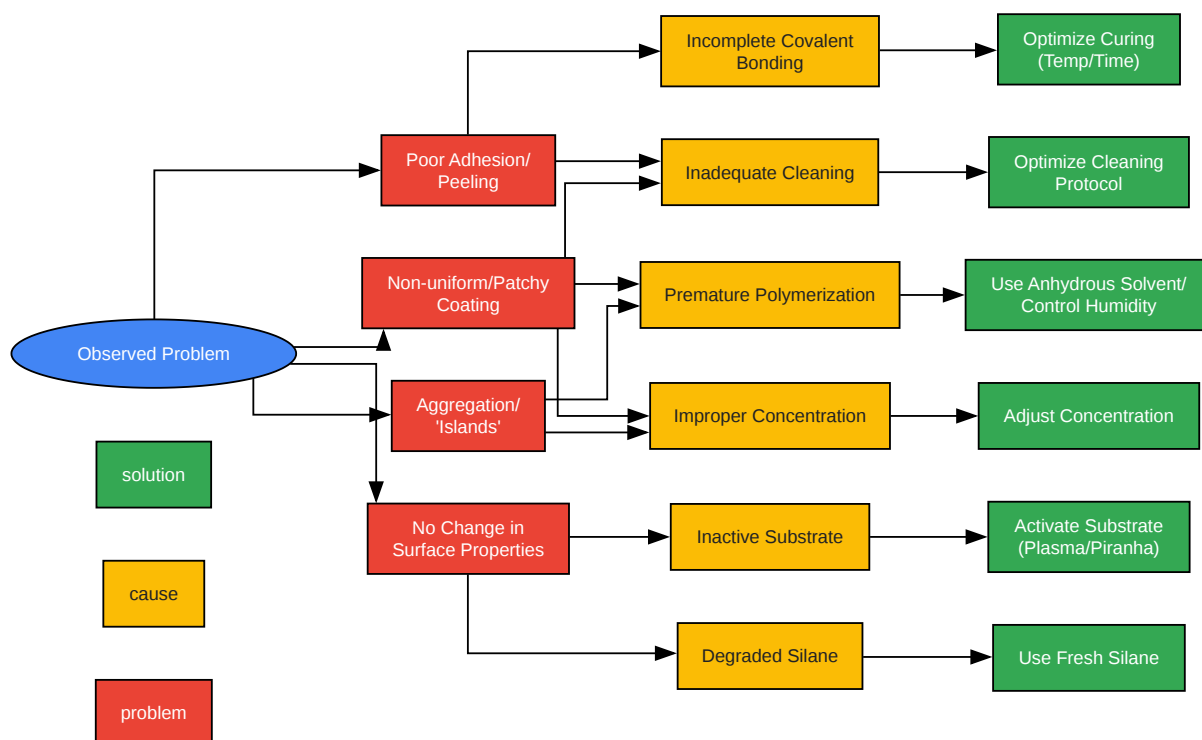 Incomplete Covalent
Bonding
Optimize Curing
(Temp/Time)
Poor Adhesion/
Peeling
Inadequate Cleaning
Optimize Cleaning
Protocol
Non-uniform/Patchy
Coating
Premature Polymerization
Use Anhydrous Solvent/
Control Humidity
Observed Problem
Aggregation/
'Islands'
Improper Concentration
Adjust Concentration
solution
No Change in
Surface Properties
Inactive Substrate
Activate Substrate
(Plasma/Piranha)
cause
Degraded Silane
Use Fresh Silane
problem